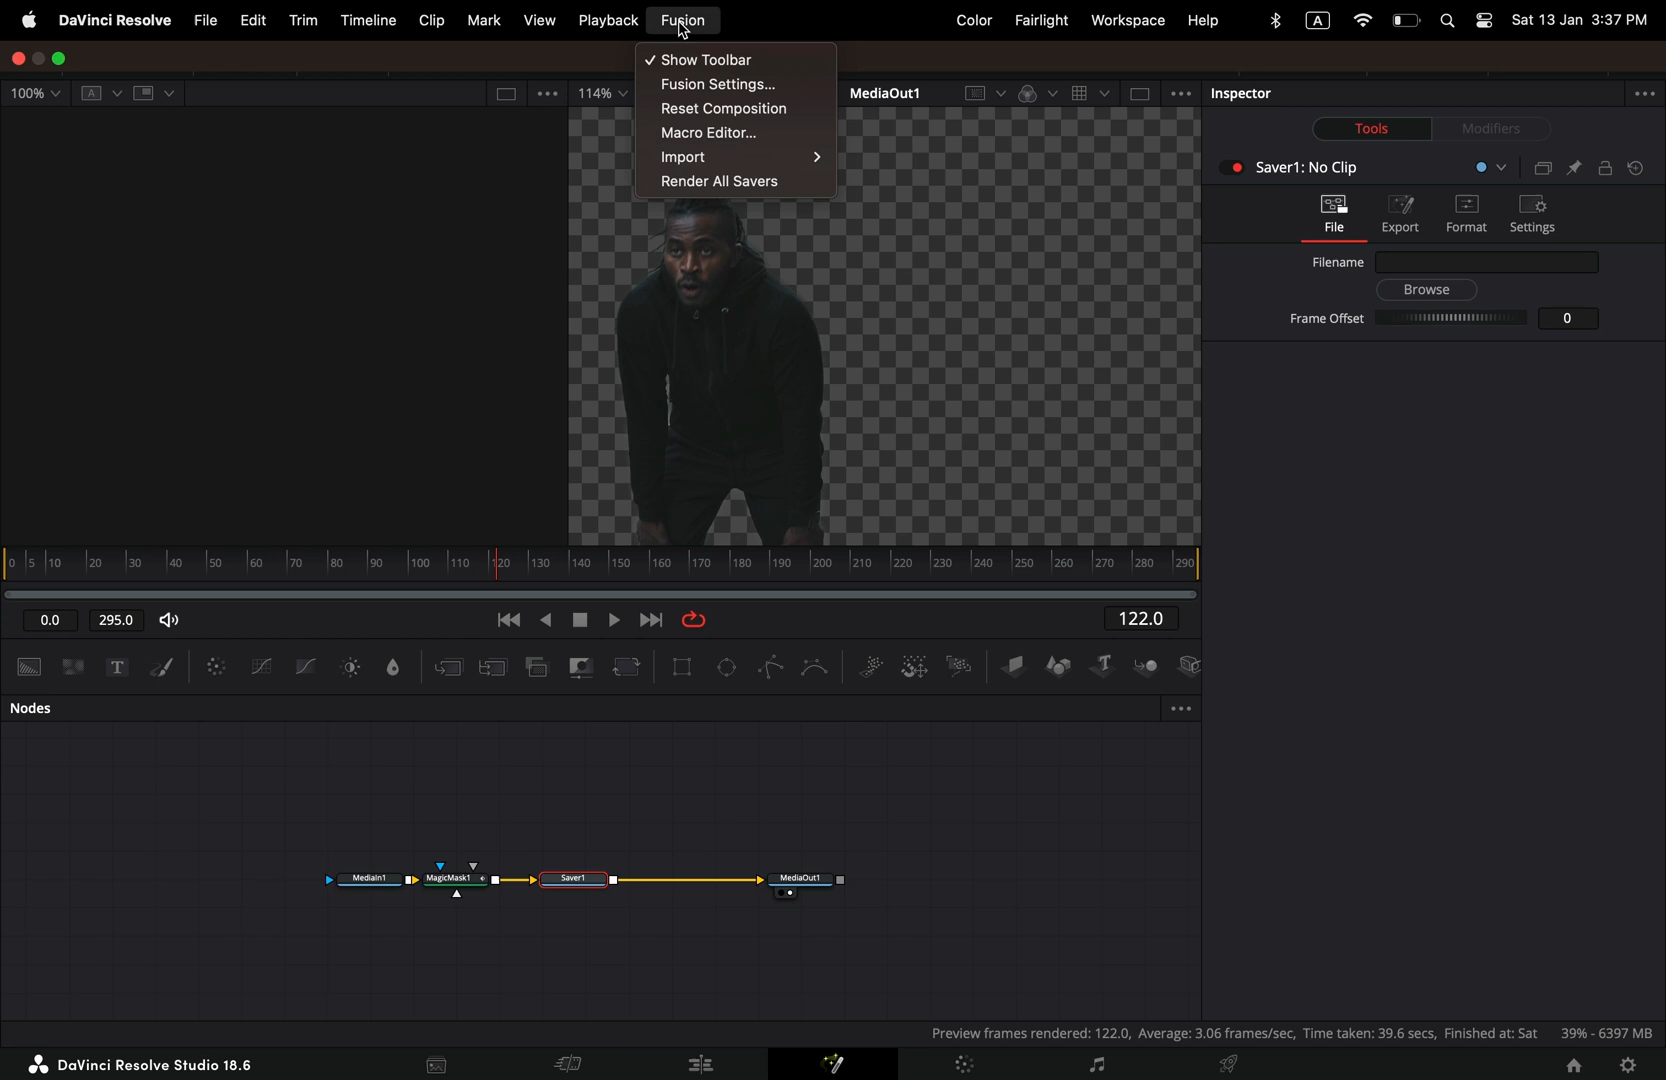 DaVinci Resolve File Edit Trim Timeline Clip Mark View Playback Fusion Color Fairlight Workspace Help A Sat 13 Jan 3:37 PM
✓ Show Toolbar
Fusion Settings...
Reset Composition
Macro Editor...
Import
Render All Savers
100% A 114% MediaOut1 Inspector
Tools Modifiers
Saver1: No Clip
File Export Format Settings
Filename
Browse
Frame Offset 0
0 5 10 20 30 40 50 60 70 80 90 100 110 120 130 140 150 160 170 180 190 200 210 220 230 240 250 260 270 280 290
0.0 295.0 122.0
T
Nodes
MediaIn1 MagicMask1 Saver1 MediaOut1
Preview frames rendered: 122.0, Average: 3.06 frames/sec, Time taken: 39.6 secs, Finished at: Sat 39% - 6397 MB
DaVinci Resolve Studio 18.6